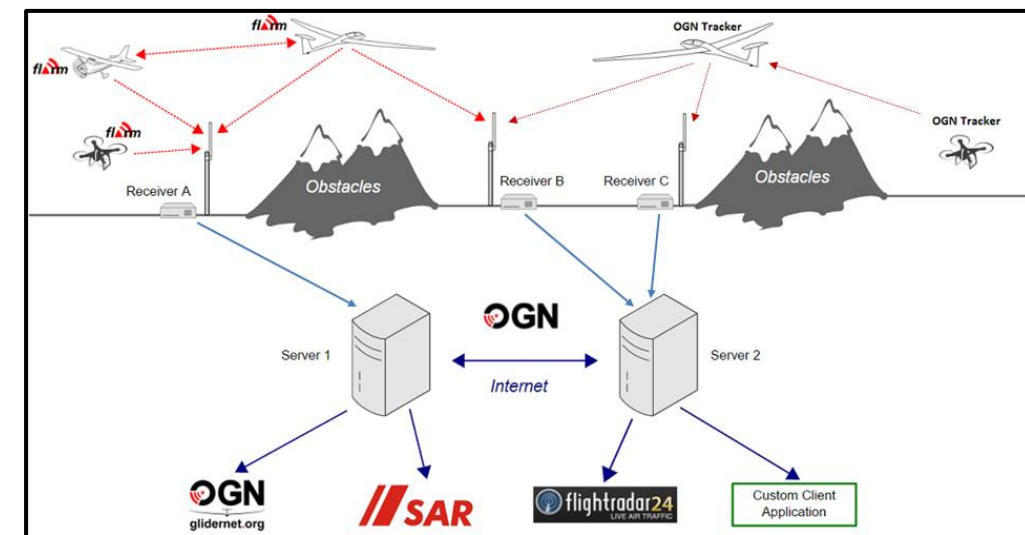 flarm
flarm
OGN Tracker
flarm
OGN Tracker
Obstacles
Obstacles
Receiver A
Receiver B
Receiver C
OGN
Server 1
Server 2
Internet
OGN
glidernet.org
SAR
flightradar24
LIVE AIR TRAFFIC
Custom Client
Application